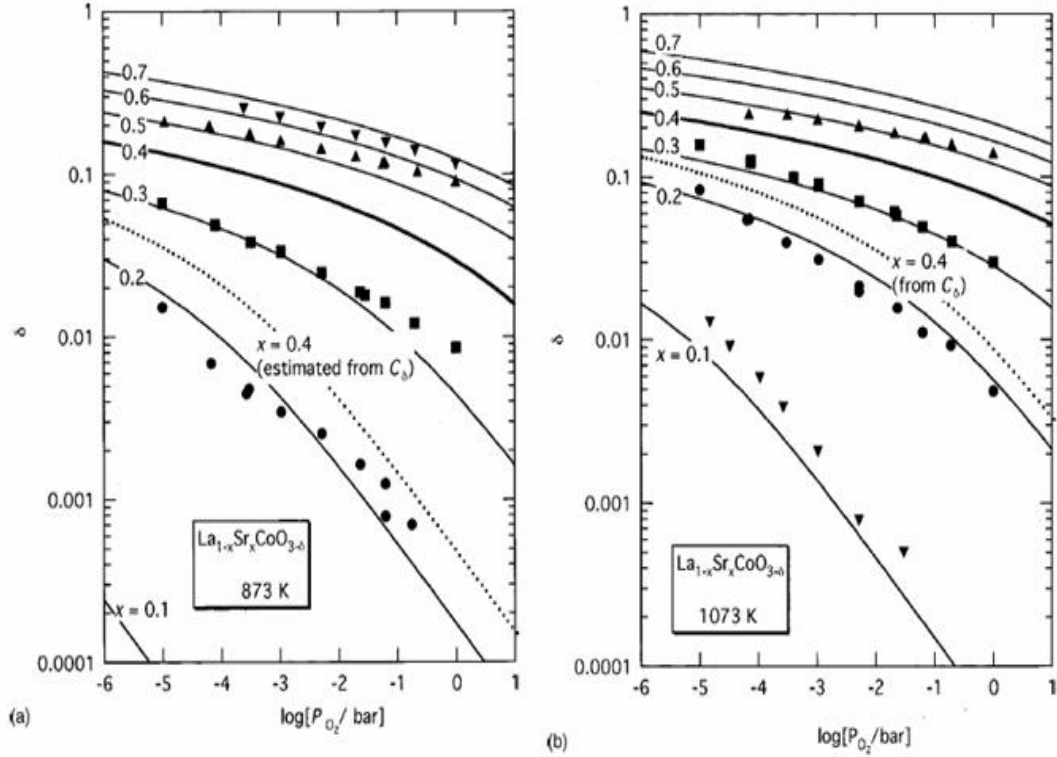 1
0.7
0.6
0.5
0.4
0.3
0.2
0.1
0.01
0.001
0.0001
δ
x = 0.4
(estimated from Cδ)
La1-xSrxCoO3-δ
873 K
x = 0.1
-6 -5 -4 -3 -2 -1 0 1
log[PO2/ bar]
(a)
1
0.7
0.6
0.5
0.4
0.3
0.2
0.1
0.01
0.001
0.0001
δ
x = 0.4
(from Cδ)
x = 0.1
La1-xSrxCoO3-δ
1073 K
-6 -5 -4 -3 -2 -1 0 1
log[PO2/bar]
(b)